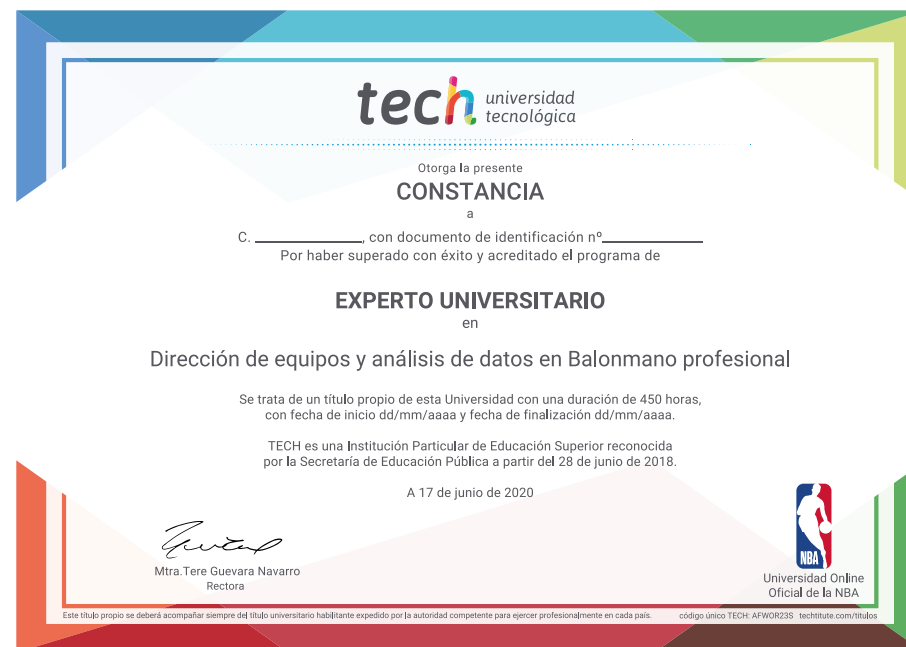 tech universidad
tecnológica
Otorga la presente
CONSTANCIA
a
C. ____________, con documento de identificación nº____________
Por haber superado con éxito y acreditado el programa de
EXPERTO UNIVERSITARIO
en
Dirección de equipos y análisis de datos en Balonmano profesional
Se trata de un título propio de esta Universidad con una duración de 450 horas,
con fecha de inicio dd/mm/aaaa y fecha de finalización dd/mm/aaaa.
TECH es una Institución Particular de Educación Superior reconocida
por la Secretaría de Educación Pública a partir del 28 de junio de 2018.
A 17 de junio de 2020
Mtra.Tere Guevara Navarro
Rectora
NBA
Universidad Online
Oficial de la NBA
Este título propio se deberá acompañar siempre del título universitario habilitante expedido por la autoridad competente para ejercer profesionalmente en cada país. código único TECH: AFWOR23S techtitute.com/titulos